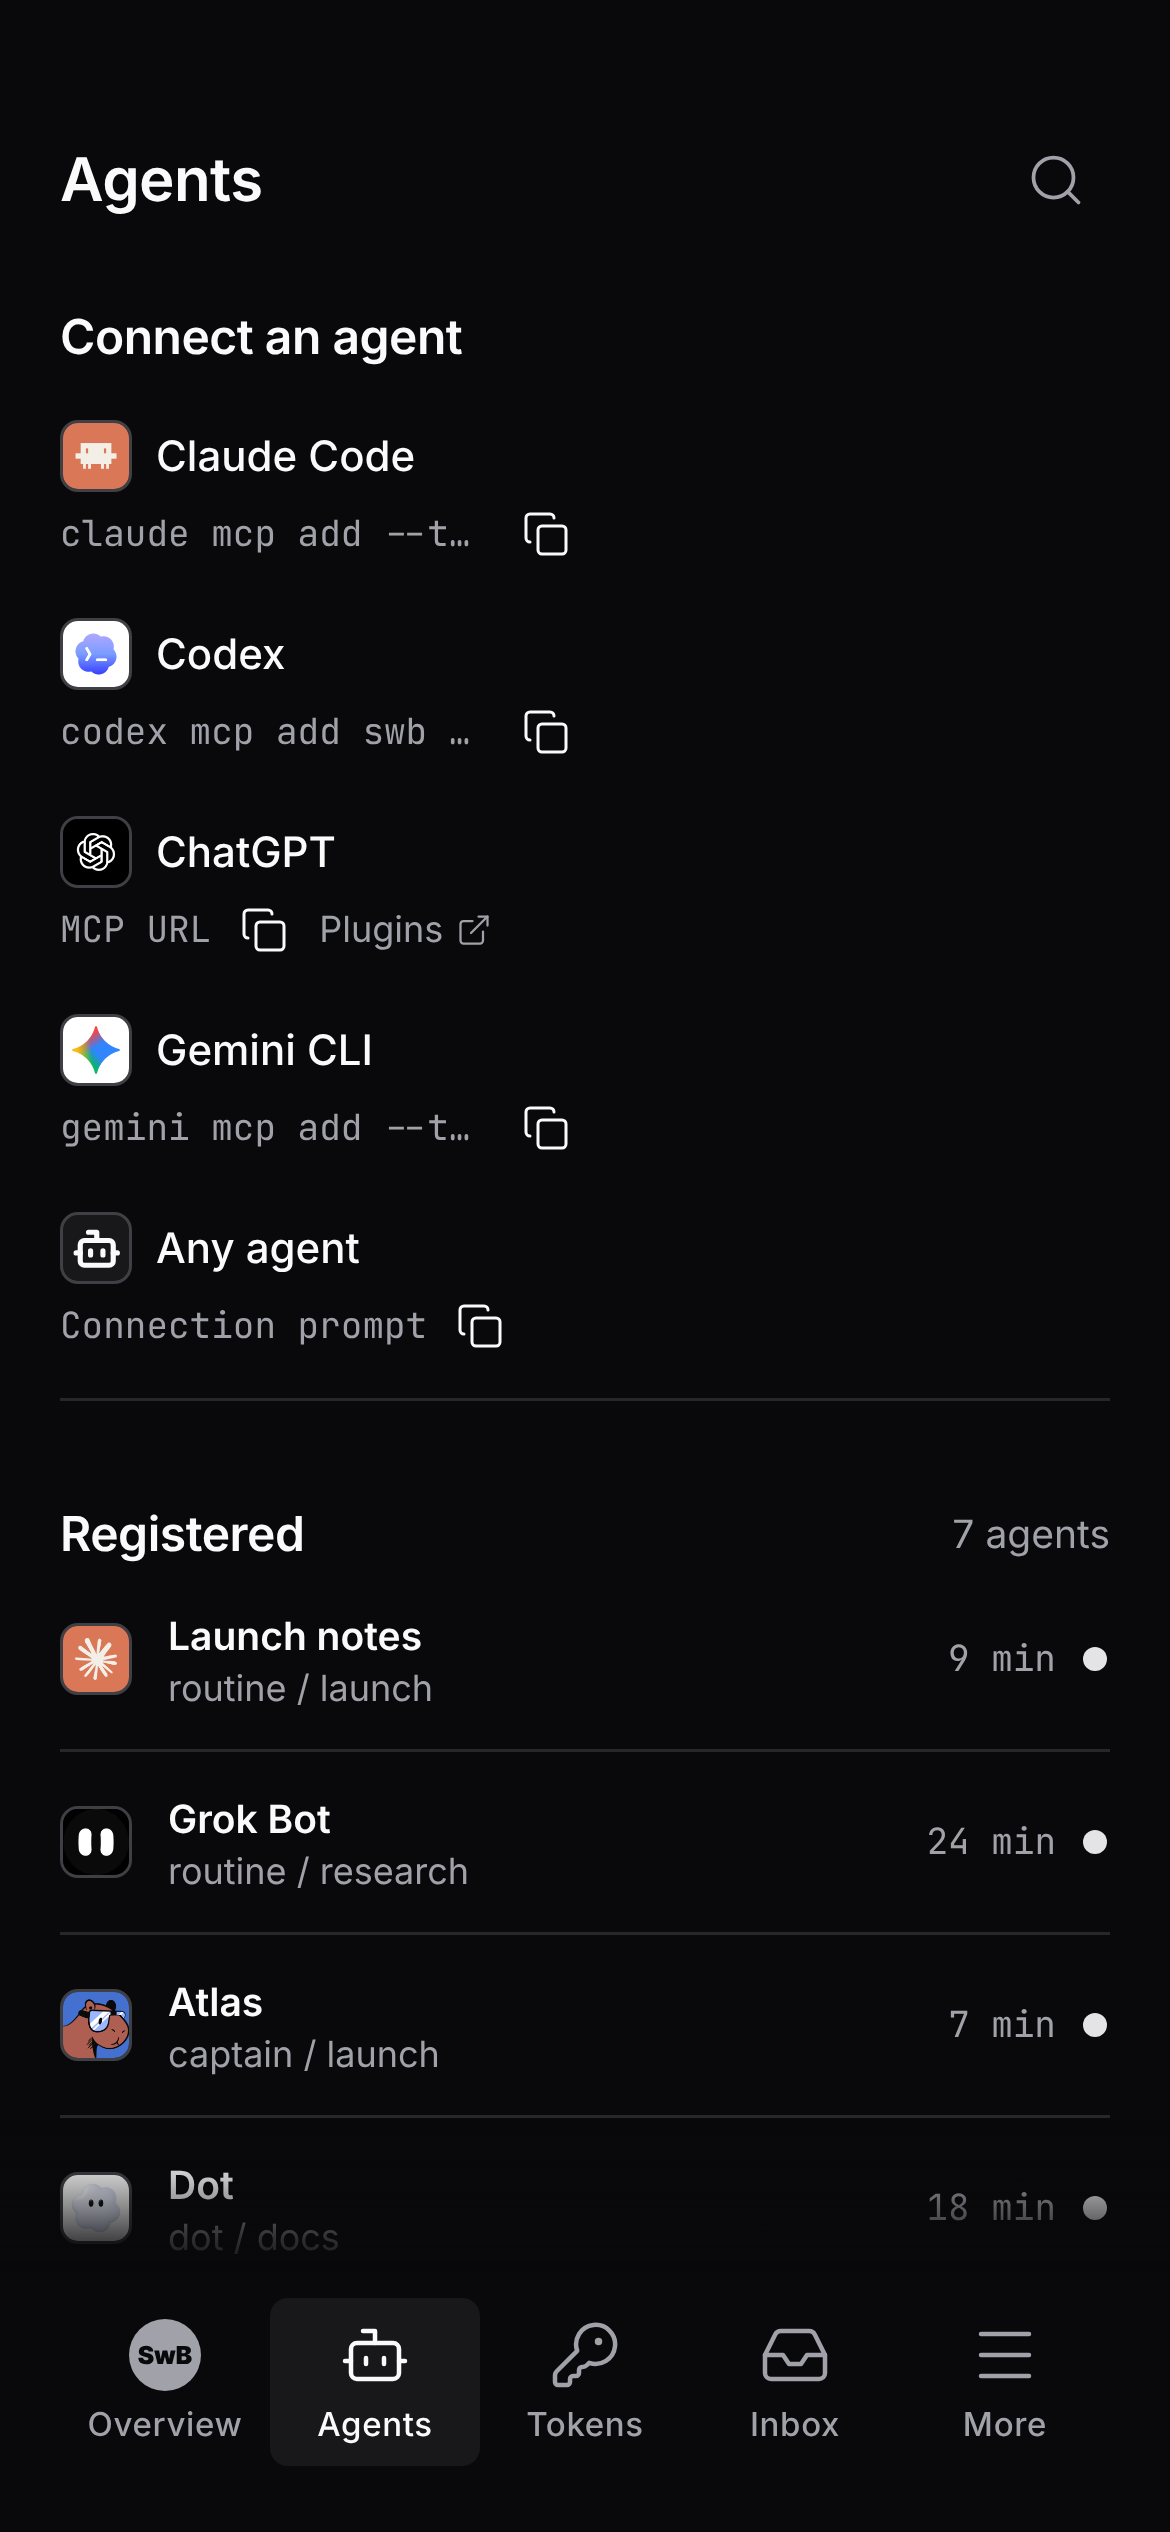 Agents
Connect an agent
Claude Code
claude mcp add --t…
Codex
codex mcp add swb …
ChatGPT
MCP URL Plugins
Gemini CLI
gemini mcp add --t…
Any agent
Connection prompt
Registered 7 agents
Launch notes
routine / launch 9 min
Grok Bot
routine / research 24 min
Atlas
captain / launch 7 min
Dot
dot / docs 18 min
SwB
Overview Agents Tokens Inbox More